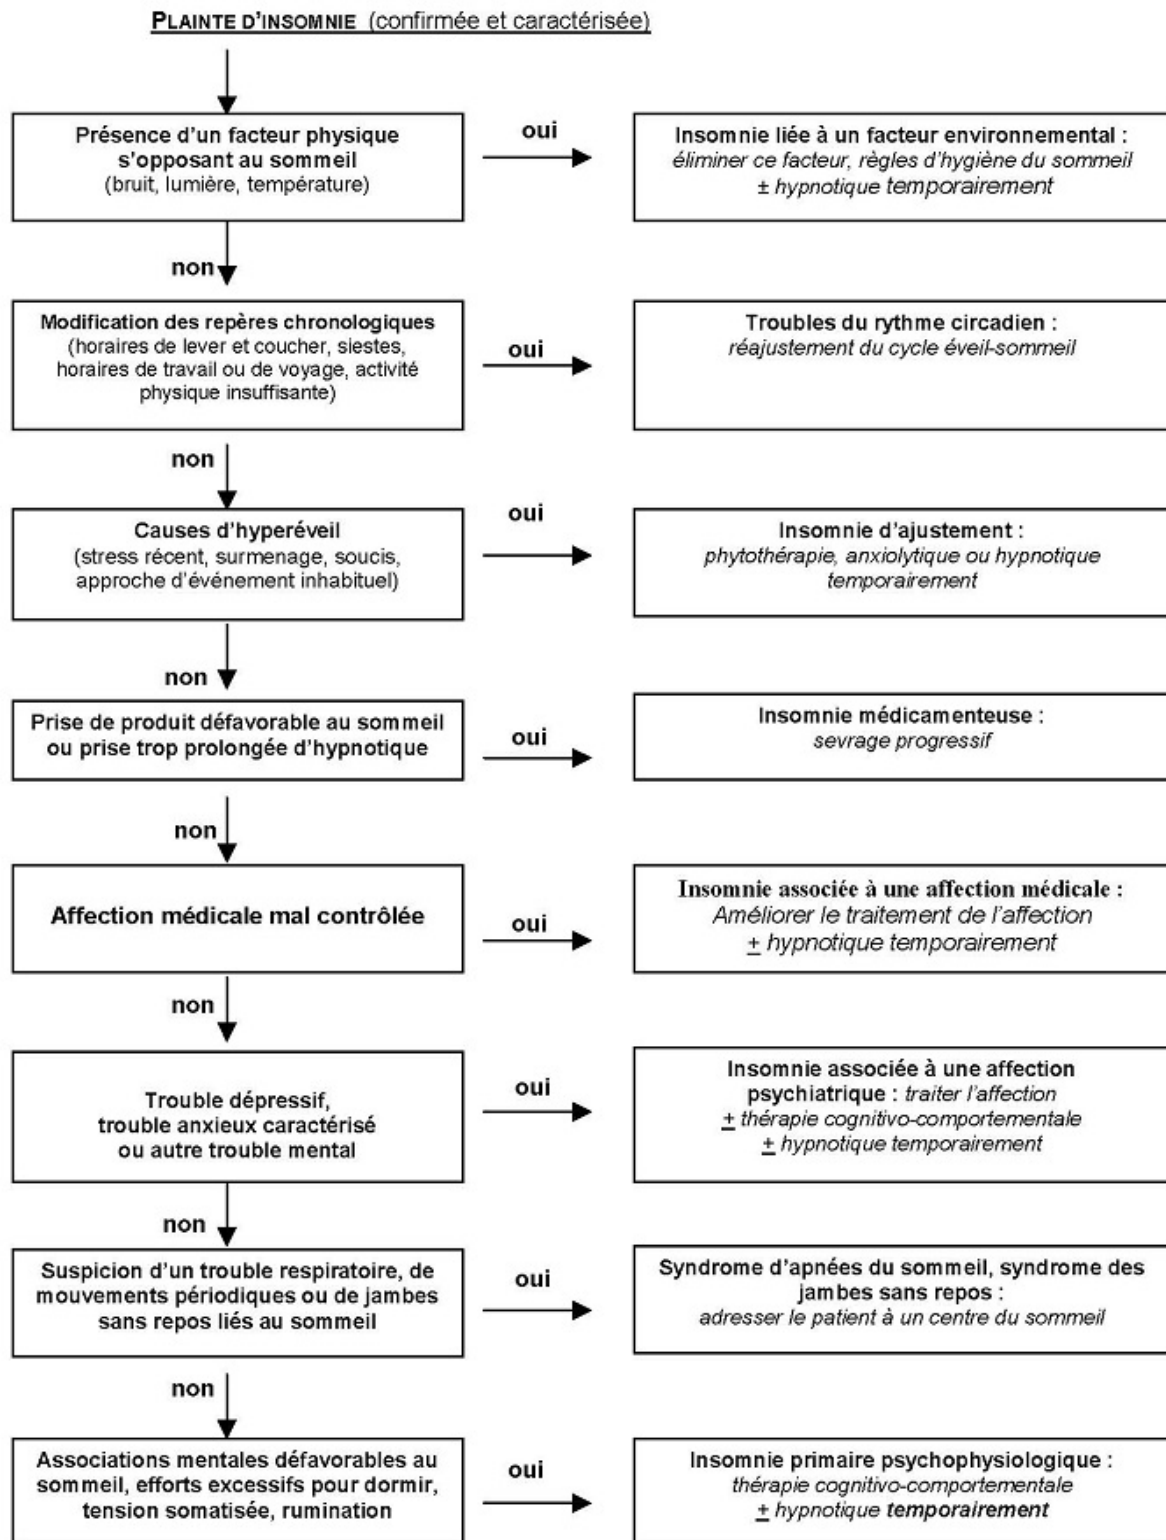 PLAINTE D'INSOMNIE (confirmée et caractérisée)
Présence d'un facteur physique
s'opposant au sommeil
(bruit, lumière, température)
oui
Insomnie liée à un facteur environnemental :
éliminer ce facteur, règles d'hygiène du sommeil
± hypnotique temporairement
non
Modification des repères chronologiques
(horaires de lever et coucher, siestes,
horaires de travail ou de voyage, activité
physique insuffisante)
oui
Troubles du rythme circadien :
réajustement du cycle éveil-sommeil
non
Causes d'hyperéveil
(stress récent, surmenage, soucis,
approche d'événement inhabituel)
oui
Insomnie d'ajustement :
phytothérapie, anxiolytique ou hypnotique
temporairement
non
Prise de produit défavorable au sommeil
ou prise trop prolongée d'hypnotique
oui
Insomnie médicamenteuse :
sevrage progressif
non
Affection médicale mal contrôlée
oui
Insomnie associée à une affection médicale :
Améliorer le traitement de l'affection
± hypnotique temporairement
non
Trouble dépressif,
trouble anxieux caractérisé
ou autre trouble mental
oui
Insomnie associée à une affection
psychiatrique : traiter l'affection
± thérapie cognitivo-comportementale
± hypnotique temporairement
non
Suspicion d'un trouble respiratoire, de
mouvements périodiques ou de jambes
sans repos liés au sommeil
oui
Syndrome d'apnées du sommeil, syndrome des
jambes sans repos :
adresser le patient à un centre du sommeil
non
Associations mentales défavorables au
sommeil, efforts excessifs pour dormir,
tension somatisée, rumination
oui
Insomnie primaire psychophysiologique :
thérapie cognitivo-comportementale
± hypnotique temporairement